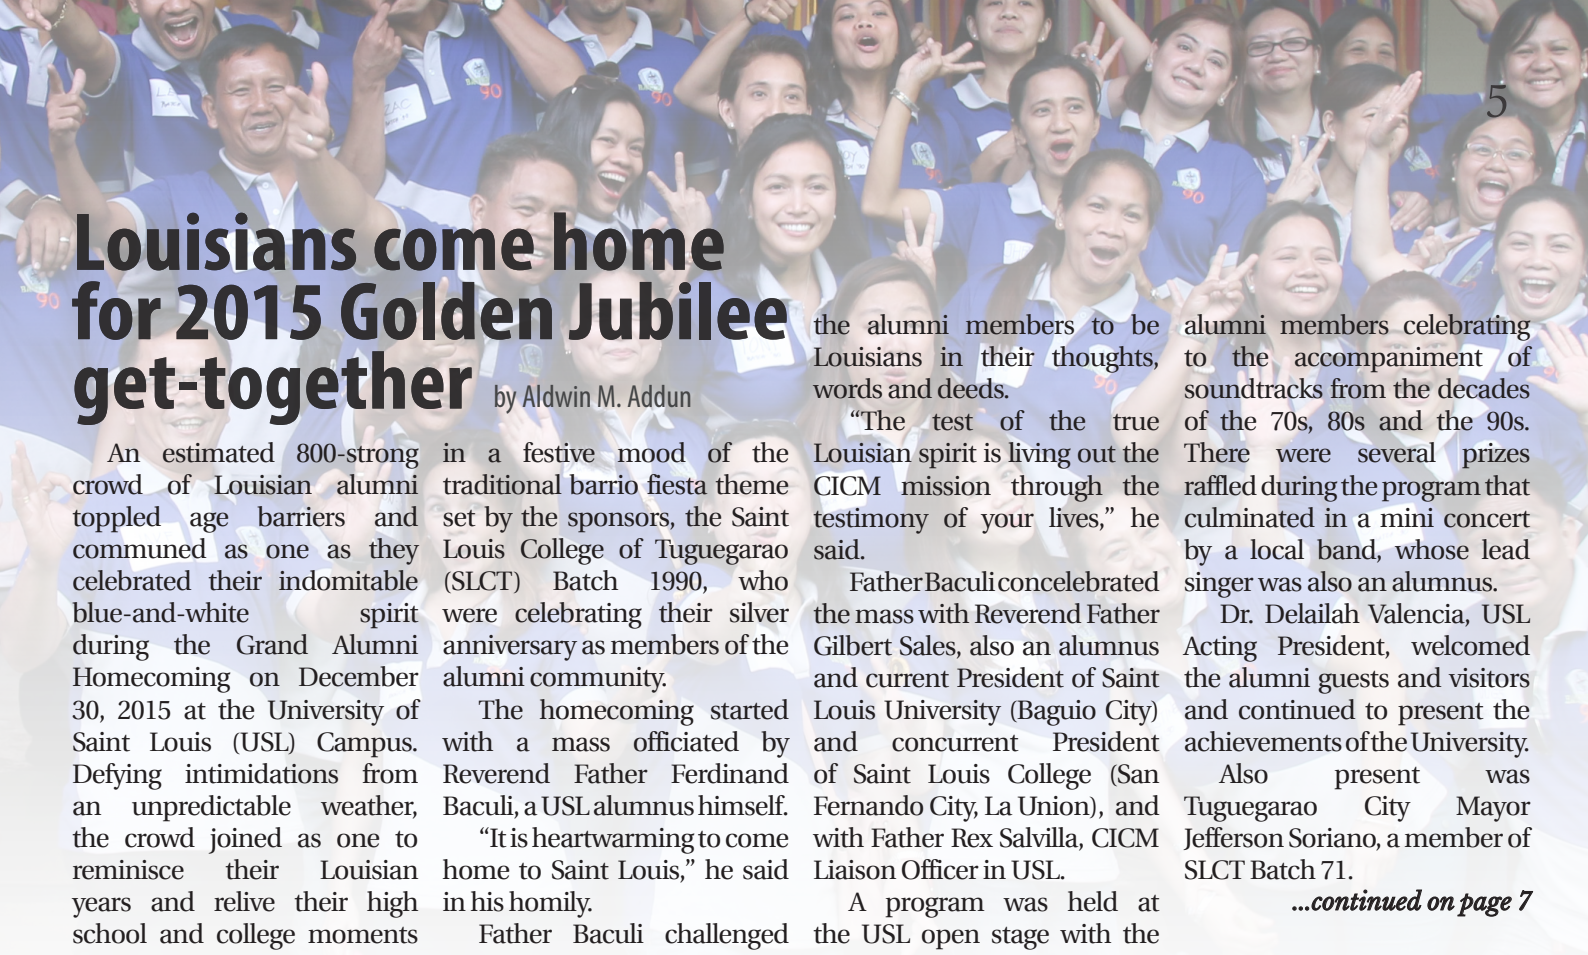 5
Louisians come home
for 2015 Golden Jubilee
get-together by Aldwin M. Addun
An estimated 800-strong
crowd of Louisian alumni
toppled age barriers and
communed as one as they
celebrated their indomitable
blue-and-white spirit
during the Grand Alumni
Homecoming on December
30, 2015 at the University of
Saint Louis (USL) Campus.
Defying intimidations from
an unpredictable weather,
the crowd joined as one to
reminisce their Louisian
years and relive their high
school and college moments
in a festive mood of the
traditional barrio fiesta theme
set by the sponsors, the Saint
Louis College of Tuguegarao
(SLCT) Batch 1990, who
were celebrating their silver
anniversary as members of the
alumni community.
The homecoming started
with a mass officiated by
Reverend Father Ferdinand
Baculi, a USL alumnus himself.
“It is heartwarming to come
home to Saint Louis,” he said
in his homily.
Father Baculi challenged
the alumni members to be
Louisians in their thoughts,
words and deeds.
“The test of the true
Louisian spirit is living out the
CICM mission through the
testimony of your lives,” he
said.
Father Baculi concelebrated
the mass with Reverend Father
Gilbert Sales, also an alumnus
and current President of Saint
Louis University (Baguio City)
and concurrent President
of Saint Louis College (San
Fernando City, La Union), and
with Father Rex Salvilla, CICM
Liaison Officer in USL.
A program was held at
the USL open stage with the
alumni members celebrating
to the accompaniment of
soundtracks from the decades
of the 70s, 80s and the 90s.
There were several prizes
raffled during the program that
culminated in a mini concert
by a local band, whose lead
singer was also an alumnus.
Dr. Delailah Valencia, USL
Acting President, welcomed
the alumni guests and visitors
and continued to present the
achievements of the University.
Also present was
Tuguegarao City Mayor
Jefferson Soriano, a member of
SLCT Batch 71.
...continued on page 7
ZAC
90
90
90
90
90